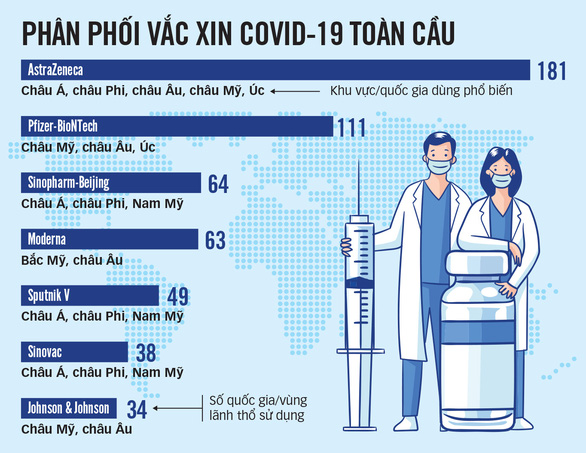 PHÂN PHỐI VẮC XIN COVID-19 TOÀN CẦU
AstraZeneca 181
Châu Á, châu Phi, châu Âu, châu Mỹ, Úc
Khu vực/quốc gia dùng phổ biến
Pfizer-BioNTech 111
Châu Mỹ, châu Âu, Úc
Sinopharm-Beijing 64
Châu Á, châu Phi, Nam Mỹ
Moderna 63
Bắc Mỹ, châu Âu
Sputnik V 49
Châu Á, châu Phi, Nam Mỹ
Sinovac 38
Châu Á, châu Phi, Nam Mỹ
Johnson & Johnson 34
Số quốc gia/vùng
lãnh thổ sử dụng
Châu Mỹ, châu Âu